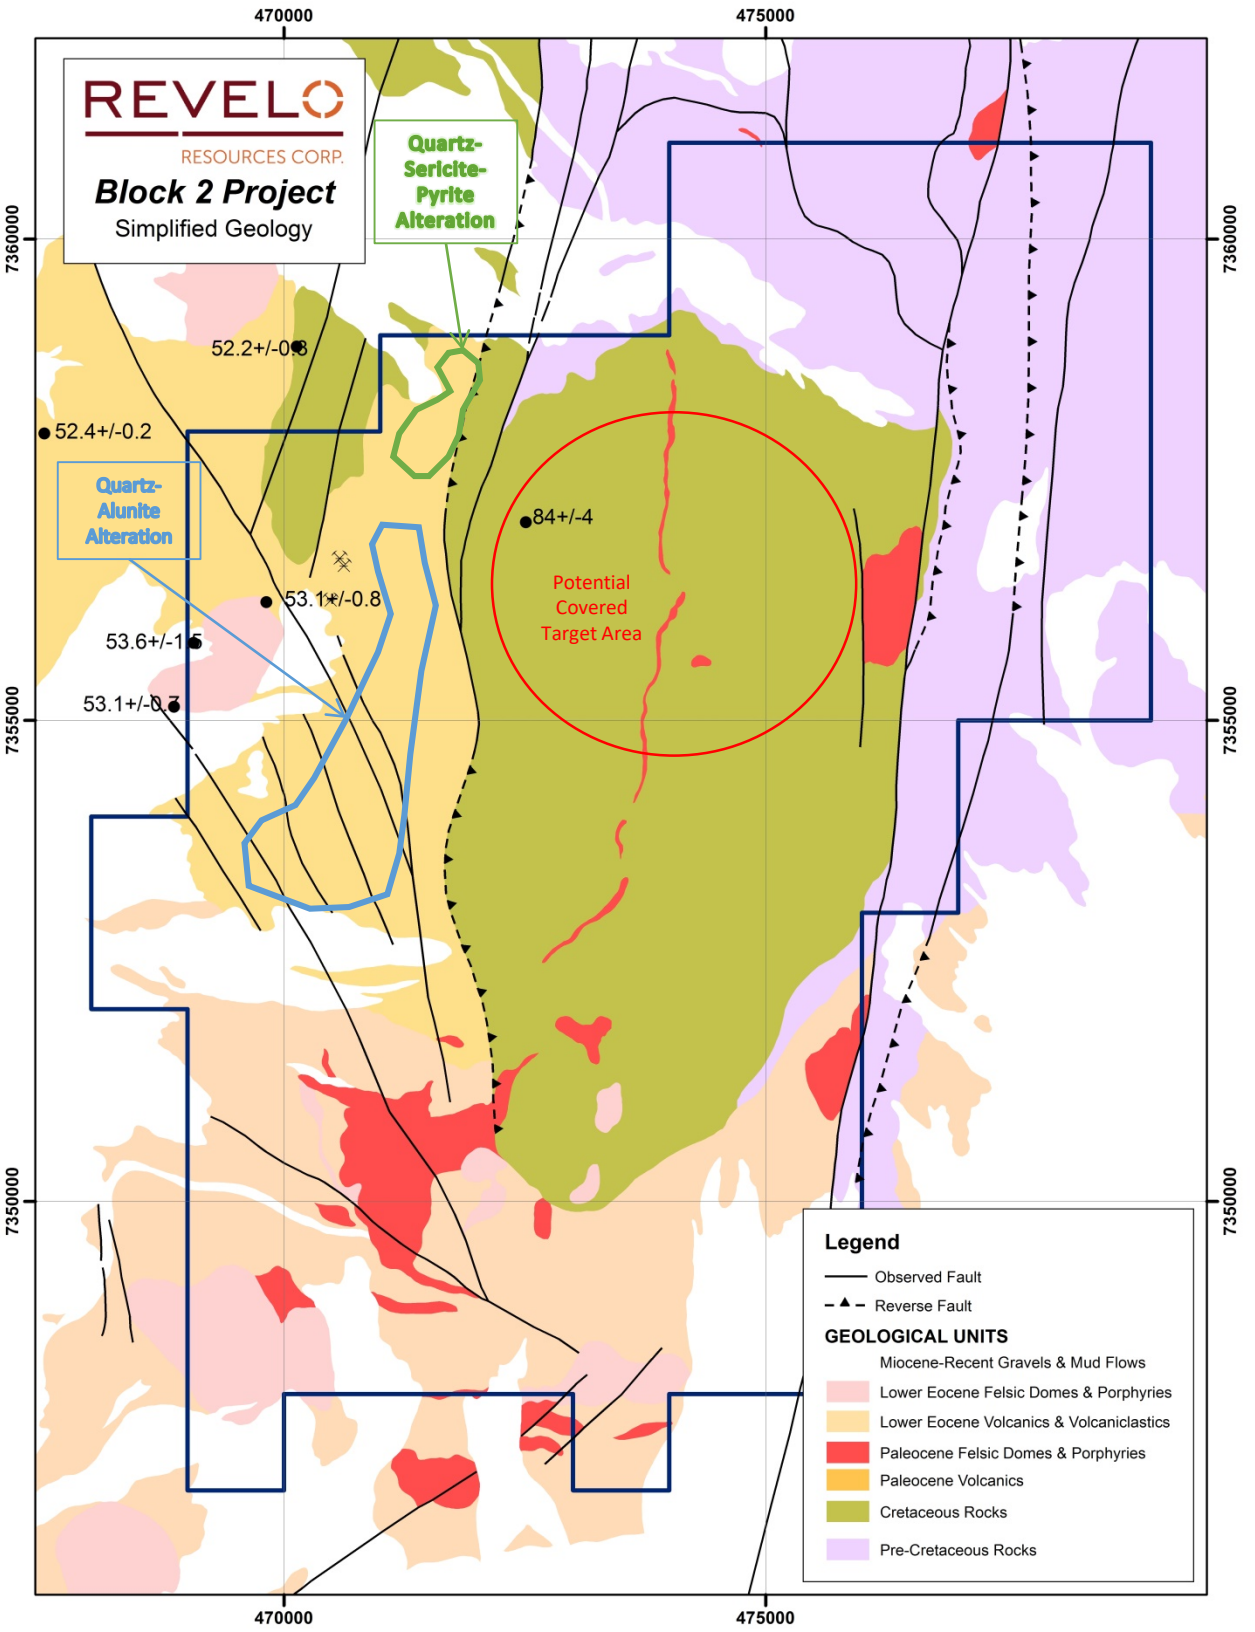 470000
475000
REVELO
RESOURCES CORP.
Block 2 Project
Simplified Geology
Quartz-
Sericite-
Pyrite
Alteration
7360000
7360000
52.2+/-0.8
52.4+/-0.2
Quartz-
Alunite
Alteration
84+/-4
Potential
Covered
Target Area
53.1+/-0.8
53.6+/-1.5
53.1+/-0.7
7355000
7355000
7350000
7350000
Legend
Observed Fault
Reverse Fault
GEOLOGICAL UNITS
Miocene-Recent Gravels & Mud Flows
Lower Eocene Felsic Domes & Porphyries
Lower Eocene Volcanics & Volcaniclastics
Paleocene Felsic Domes & Porphyries
Paleocene Volcanics
Cretaceous Rocks
Pre-Cretaceous Rocks
470000
475000